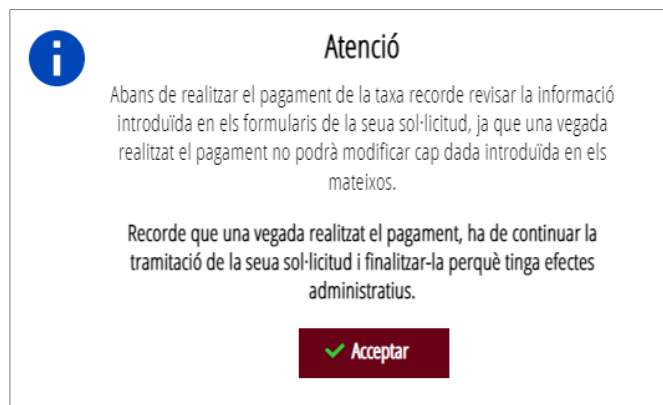 Atenció
Abans de realitzar el pagament de la taxa recorde revisar la informació
introduïda en els formularis de la seua sol·licitud, ja que una vegada
realitzat el pagament no podrà modificar cap dada introduïda en els
mateixos.
Recorde que una vegada realitzat el pagament, ha de continuar la
tramitació de la seua sol·licitud i finalitzar-la perquè tinga efectes
administratius.
Acceptar